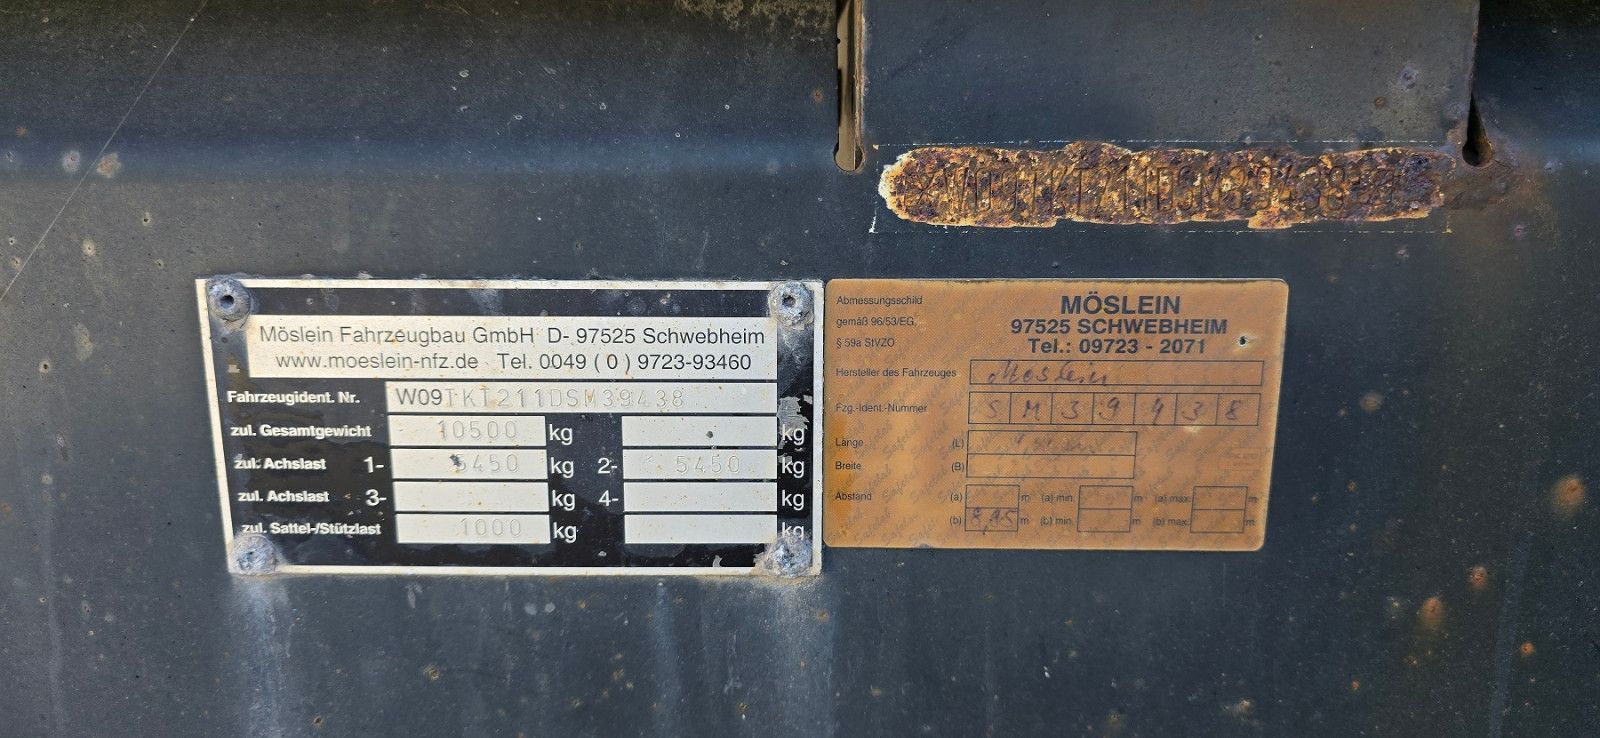 W09TKT211DSM39438
Möslein Fahrzeugbau GmbH D- 97525 Schwebheim
www.moeslein-nfz.de Tel. 0049 ( 0 ) 9723-93460
Fahrzeugident. Nr. W09TKT211DSM39438
zul. Gesamtgewicht 10500 kg kg
zul. Achslast 1- 5450 kg 2- 5450 kg
zul. Achslast 3- kg 4- kg
zul. Sattel-/Stützlast 1000 kg kg
Abmessungsschild
gemäß 96/53/EG,
§ 59a StVZO
MÖSLEIN
97525 SCHWEBHEIM
Tel.: 09723 - 2071
Hersteller des Fahrzeuges Moslein
Fzg.-Ident.-Nummer S M 3 9 4 3 8
Länge (L)
Breite (B)
Abstand (a) m (a) min. m (a) max. m
(b) 8,95 m (b) min. m (b) max. m